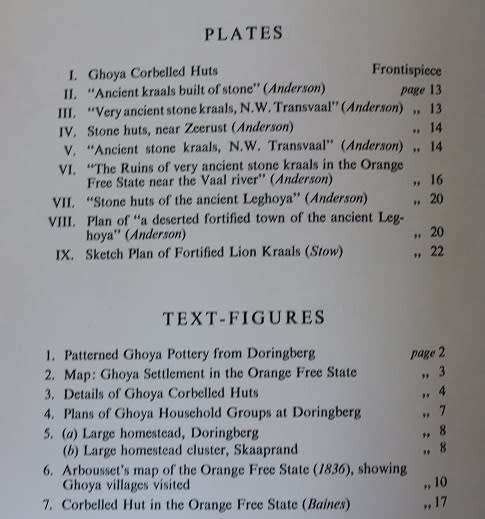 PLATES
I. Ghoya Corbelled Huts Frontispiece
II. "Ancient kraals built of stone" (Anderson) page 13
III. "Very ancient stone kraals, N.W. Transvaal" (Anderson) ,, 13
IV. Stone huts, near Zeerust (Anderson) ,, 14
V. "Ancient stone kraals, N.W. Transvaal" (Anderson) ,, 14
VI. "The Ruins of very ancient stone kraals in the Orange
Free State near the Vaal river" (Anderson) ,, 16
VII. "Stone huts of the ancient Leghoya" (Anderson) ,, 20
VIII. Plan of "a deserted fortified town of the ancient Leg-
hoya" (Anderson) ,, 20
IX. Sketch Plan of Fortified Lion Kraals (Stow) ,, 22
TEXT-FIGURES
1. Patterned Ghoya Pottery from Doringberg page 2
2. Map: Ghoya Settlement in the Orange Free State ,, 3
3. Details of Ghoya Corbelled Huts ,, 4
4. Plans of Ghoya Household Groups at Doringberg ,, 7
5. (a) Large homestead, Doringberg ,, 8
(b) Large homestead cluster, Skaaprand ,, 8
6. Arbousset's map of the Orange Free State (1836), showing
Ghoya villages visited ,, 10
7. Corbelled Hut in the Orange Free State (Baines) ,, 17